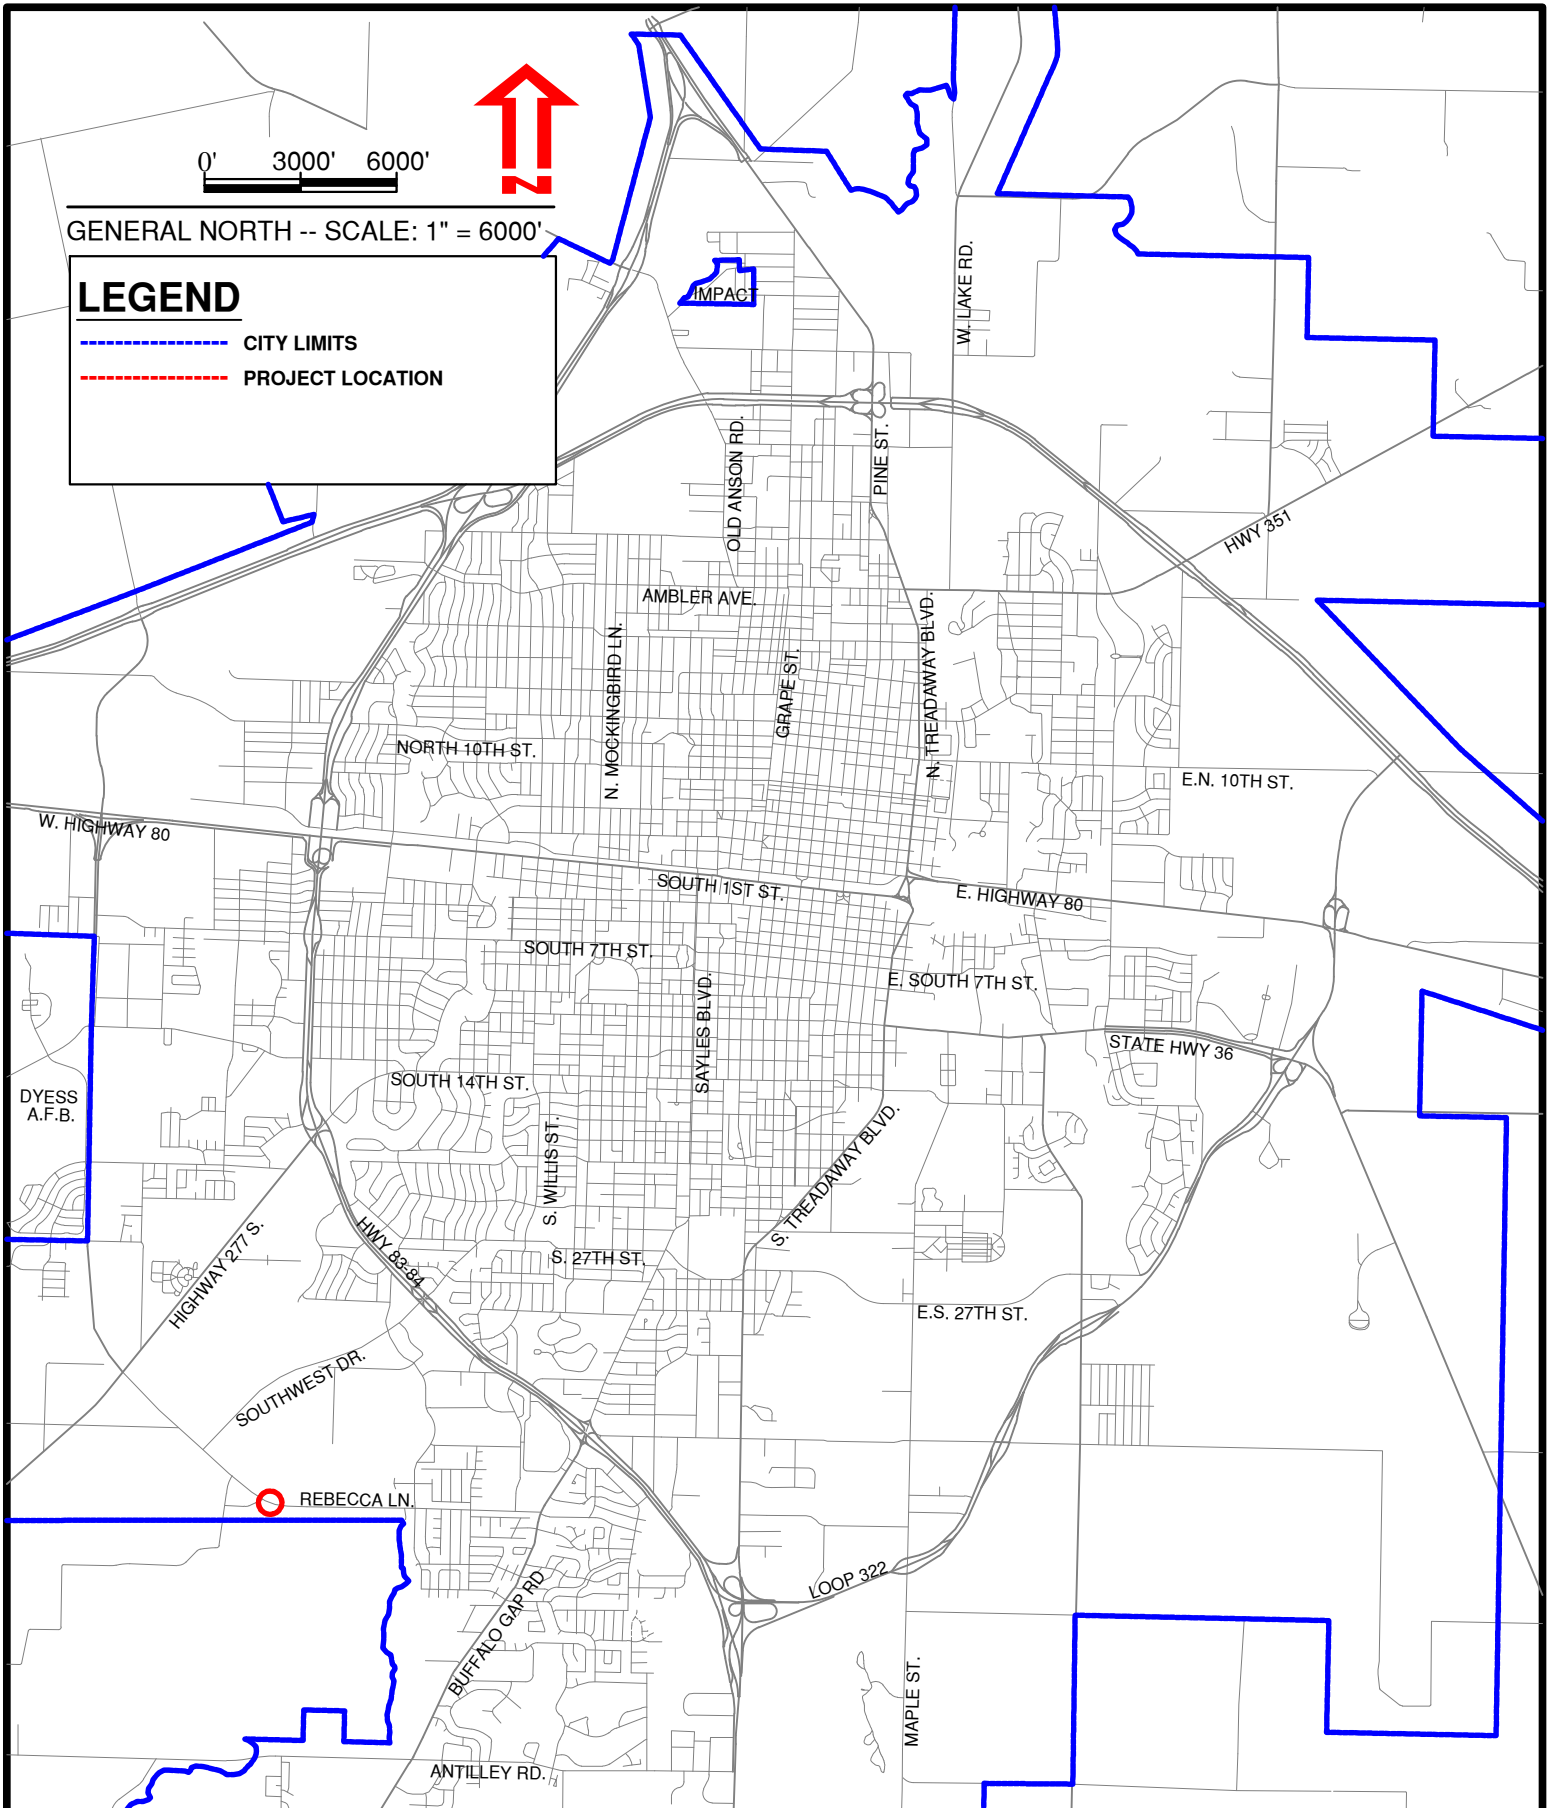 0' 3000' 6000'
N
GENERAL NORTH -- SCALE: 1" = 6000'
LEGEND
CITY LIMITS
PROJECT LOCATION
IMPACT
W. LAKE RD.
OLD ANSON RD.
PINE ST.
HWY 351
AMBLER AVE.
N. MOCKINGBIRD LN.
GRAPE ST.
N. TREADAWAY BLVD.
NORTH 10TH ST.
E.N. 10TH ST.
W. HIGHWAY 80
SOUTH 1ST ST.
E. HIGHWAY 80
SOUTH 7TH ST.
E. SOUTH 7TH ST.
SAYLES BLVD.
STATE HWY 36
DYESS
A.F.B.
SOUTH 14TH ST.
S. WILLIS ST.
S. TREADAWAY BLVD.
HIGHWAY 277 S.
HWY 83-84
S. 27TH ST.
E.S. 27TH ST.
SOUTHWEST DR.
REBECCA LN.
LOOP 322
BUFFALO GAP RD
MAPLE ST.
ANTILLEY RD.